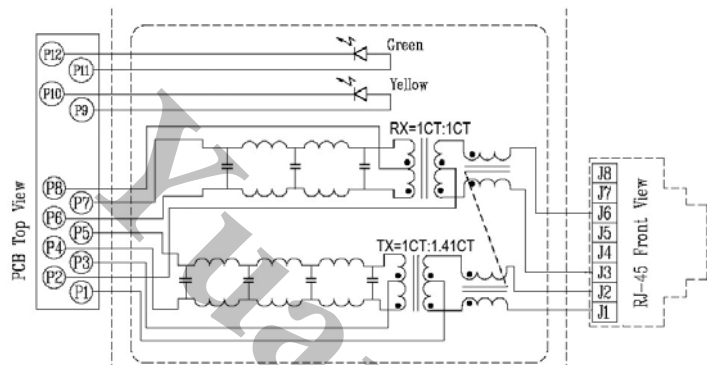 P12
Green
P11
P10
Yellow
P9
RX=1CT:1CT
P8
P7
P6
P5
P4
P3
P2
P1
PCB Top View
TX=1CT:1.41CT
J8
J7
J6
J5
J4
J3
J2
J1
RJ-45 Front View